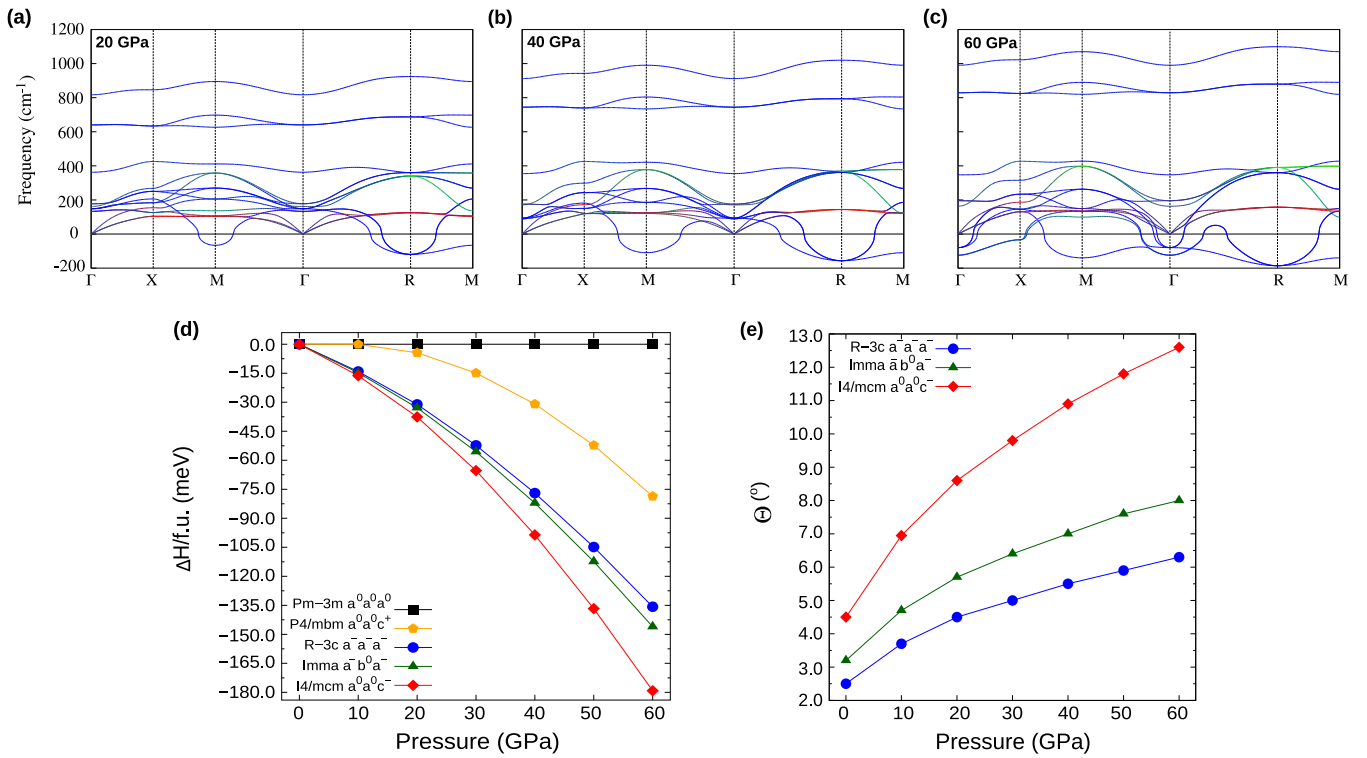 (a)
(b)
(c)
20 GPa
40 GPa
60 GPa
Frequency (cm⁻¹)
1200
1000
800
600
400
200
0
-200
Γ X M Γ R M
Γ X M Γ R M
Γ X M Γ R M
(d)
ΔH/f.u. (meV)
0.0
−15.0
−30.0
−45.0
−60.0
−75.0
−90.0
−105.0
−120.0
−135.0
−150.0
−165.0
−180.0
Pm−3m a⁰a⁰a⁰
P4/mbm a⁰a⁰c⁺
R−3c a⁻a⁻a⁻
Imma a⁻b⁰a⁻
I4/mcm a⁰a⁰c⁻
0 10 20 30 40 50 60
Pressure (GPa)
(e)
Θ (°)
13.0
12.0
11.0
10.0
9.0
8.0
7.0
6.0
5.0
4.0
3.0
2.0
R−3c a⁻a⁻a⁻
Imma a⁻b⁰a⁻
I4/mcm a⁰a⁰c⁻
0 10 20 30 40 50 60
Pressure (GPa)